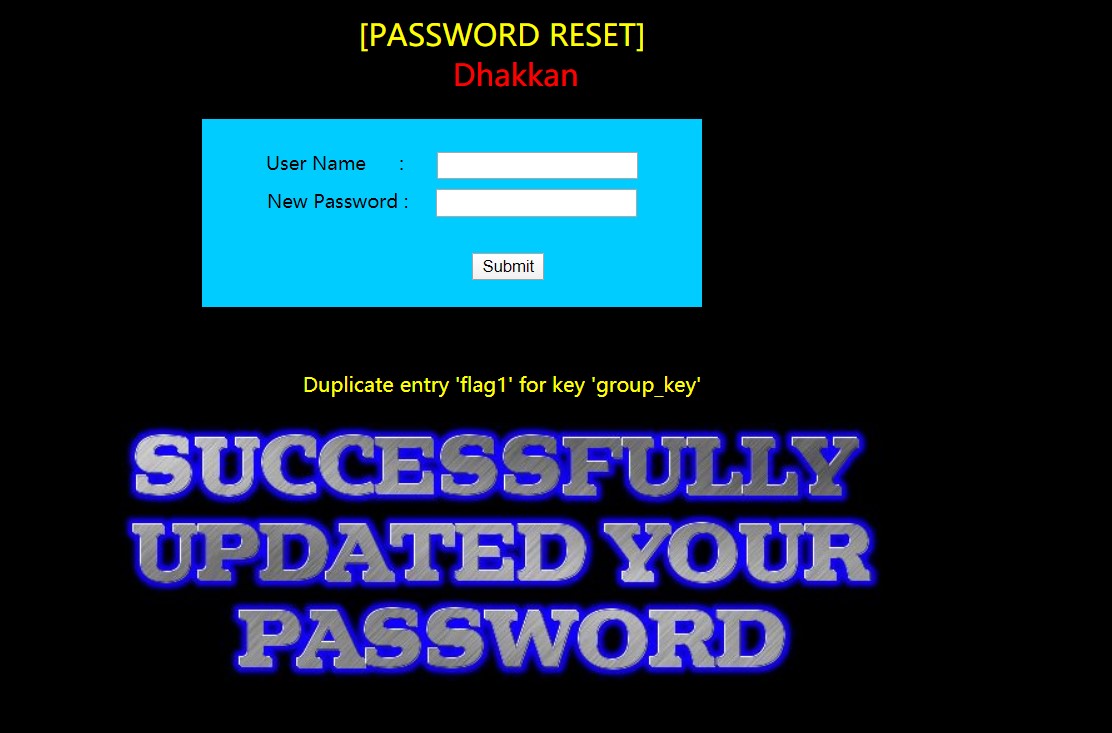 [PASSWORD RESET]
Dhakkan
User Name :
New Password :
Submit
Duplicate entry 'flag1' for key 'group_key'
SUCCESSFULLY
UPDATED YOUR
PASSWORD